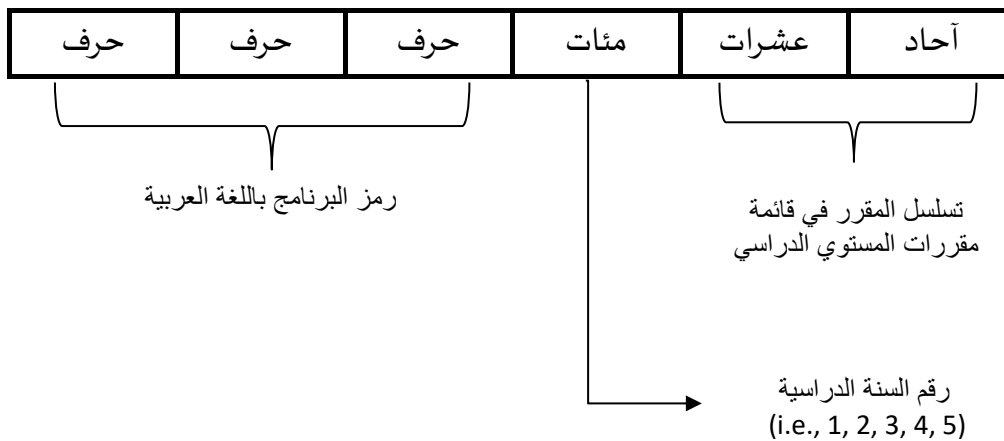 آحاد عشرات مئات حرف حرف حرف
رمز البرنامج باللغة العربية
تسلسل المقرر في قائمة
مقررات المستوي الدراسي
رقم السنة الدراسية
(i.e., 1, 2, 3, 4, 5)